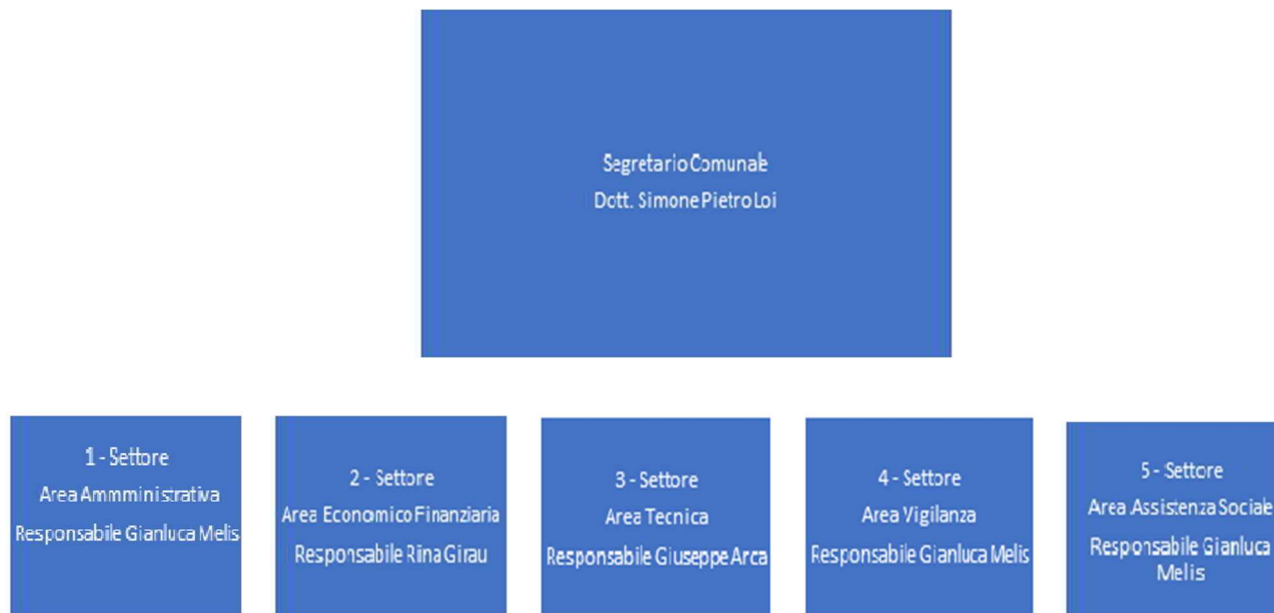 Segretario Comunale
Dott. Simone Pietro Loi
1 - Settore
Area Ammministrativa
Responsabile Gianluca Melis
2 - Settore
Area Economico Finanziaria
Responsabile Rina Girau
3 - Settore
Area Tecnica
Responsabile Giuseppe Arca
4 - Settore
Area Vigilanza
Responsabile Gianluca Melis
5 - Settore
Area Assistenza Sociale
Responsabile Gianluca
Melis